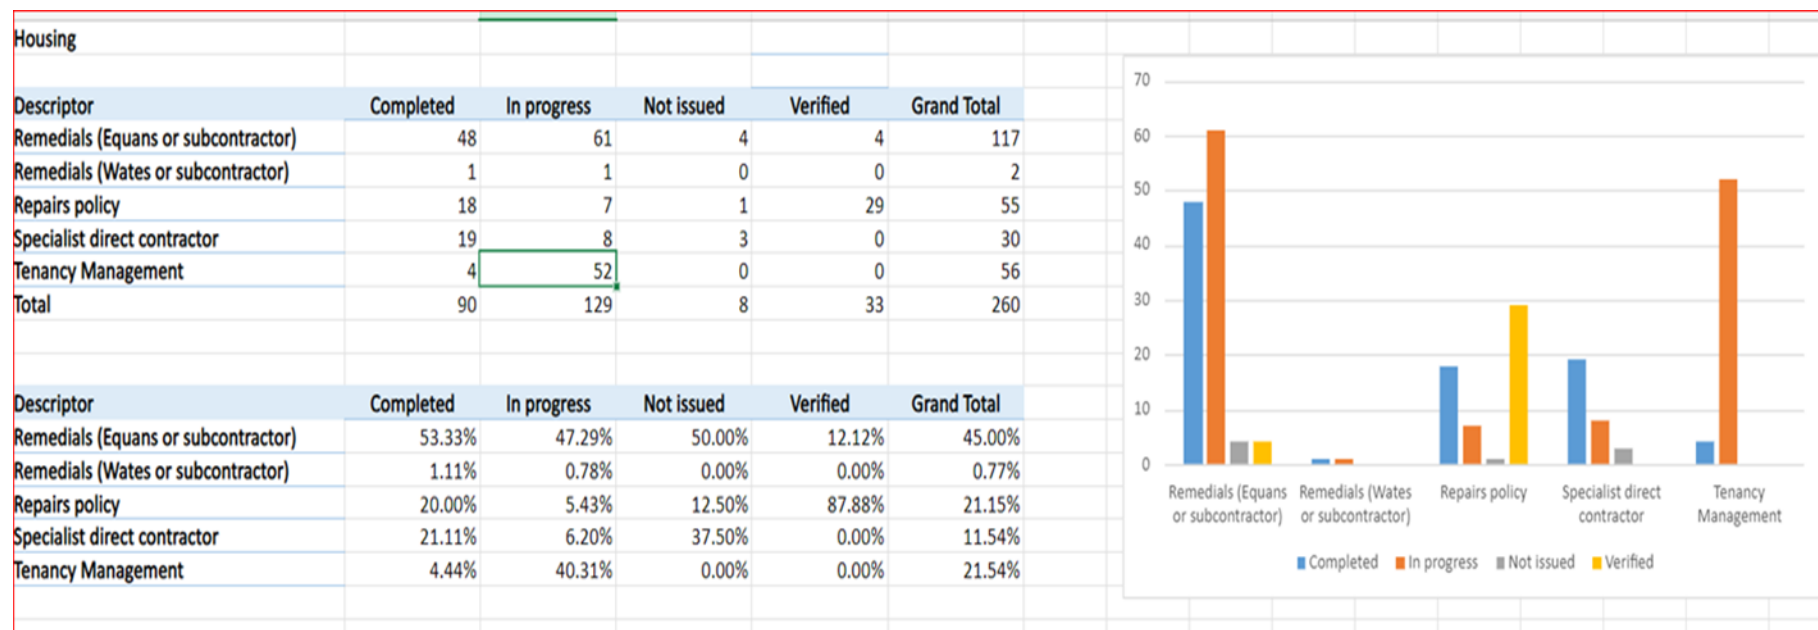 Housing
Descriptor Completed In progress Not issued Verified Grand Total
Remedials (Equans or subcontractor) 48 61 4 4 117
Remedials (Wates or subcontractor) 1 1 0 0 2
Repairs policy 18 7 1 29 55
Specialist direct contractor 19 8 3 0 30
Tenancy Management 4 52 0 0 56
Total 90 129 8 33 260
Descriptor Completed In progress Not issued Verified Grand Total
Remedials (Equans or subcontractor) 53.33% 47.29% 50.00% 12.12% 45.00%
Remedials (Wates or subcontractor) 1.11% 0.78% 0.00% 0.00% 0.77%
Repairs policy 20.00% 5.43% 12.50% 87.88% 21.15%
Specialist direct contractor 21.11% 6.20% 37.50% 0.00% 11.54%
Tenancy Management 4.44% 40.31% 0.00% 0.00% 21.54%
70
60
50
40
30
20
10
0
Remedials (Equans Remedials (Wates Repairs policy Specialist direct Tenancy
or subcontractor) or subcontractor) contractor Management
Completed In progress Not issued Verified